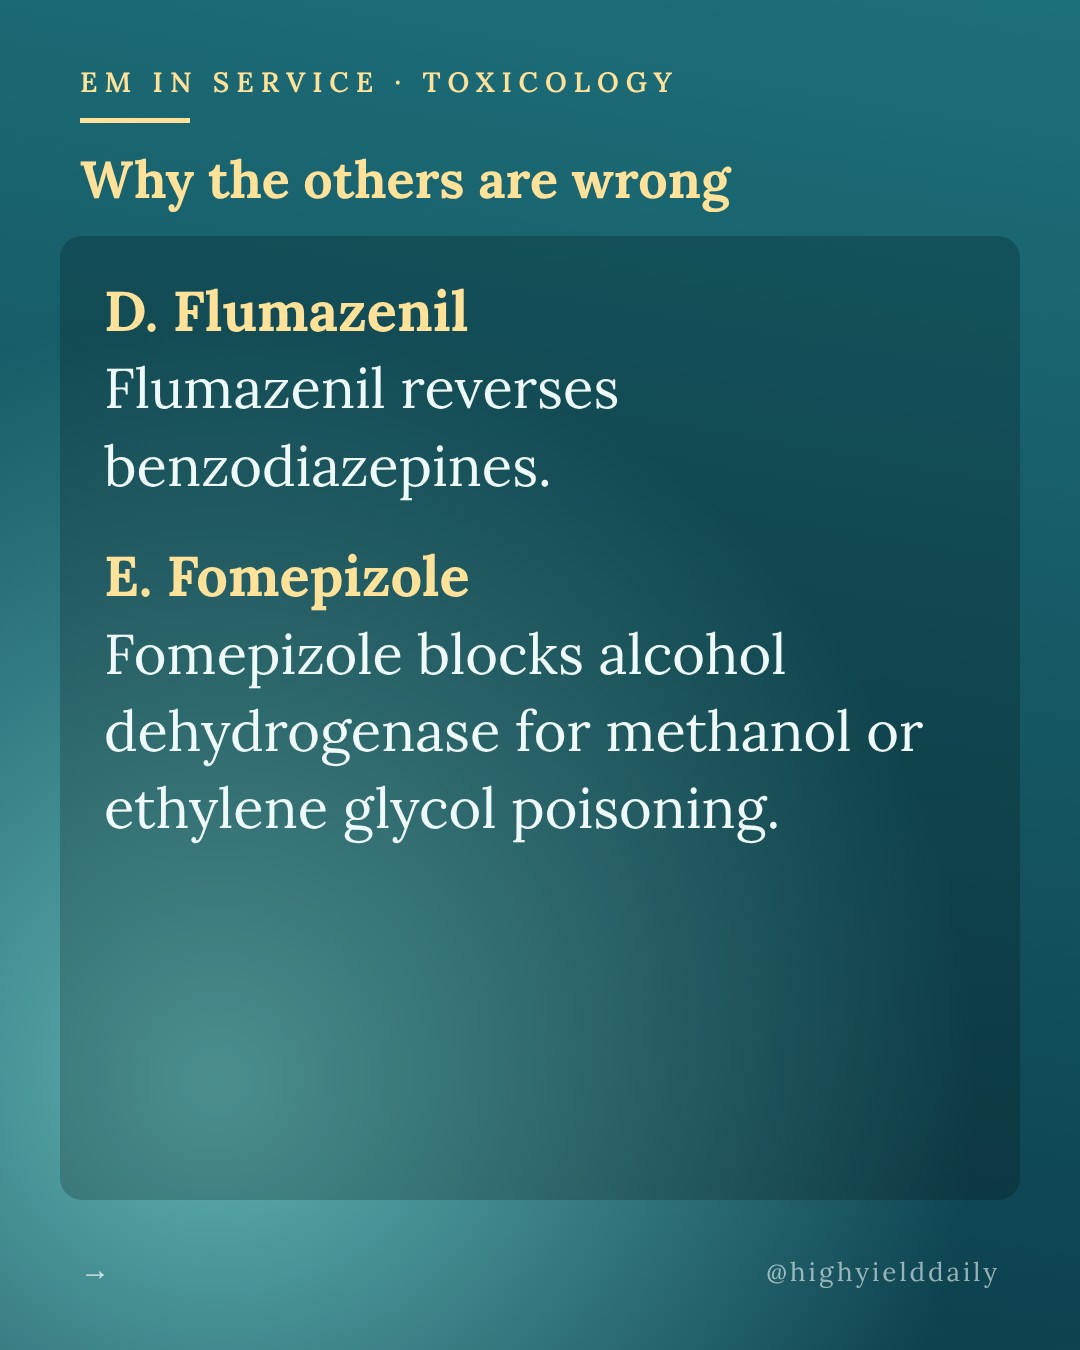 EM IN SERVICE · TOXICOLOGY
Why the others are wrong
D. Flumazenil
Flumazenil reverses
benzodiazepines.
E. Fomepizole
Fomepizole blocks alcohol
dehydrogenase for methanol or
ethylene glycol poisoning.
→
@highyielddaily